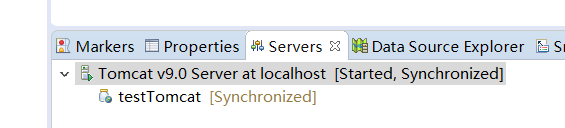 Markers Properties Servers Data Source Explorer
Tomcat v9.0 Server at localhost [Started, Synchronized]
testTomcat [Synchronized]